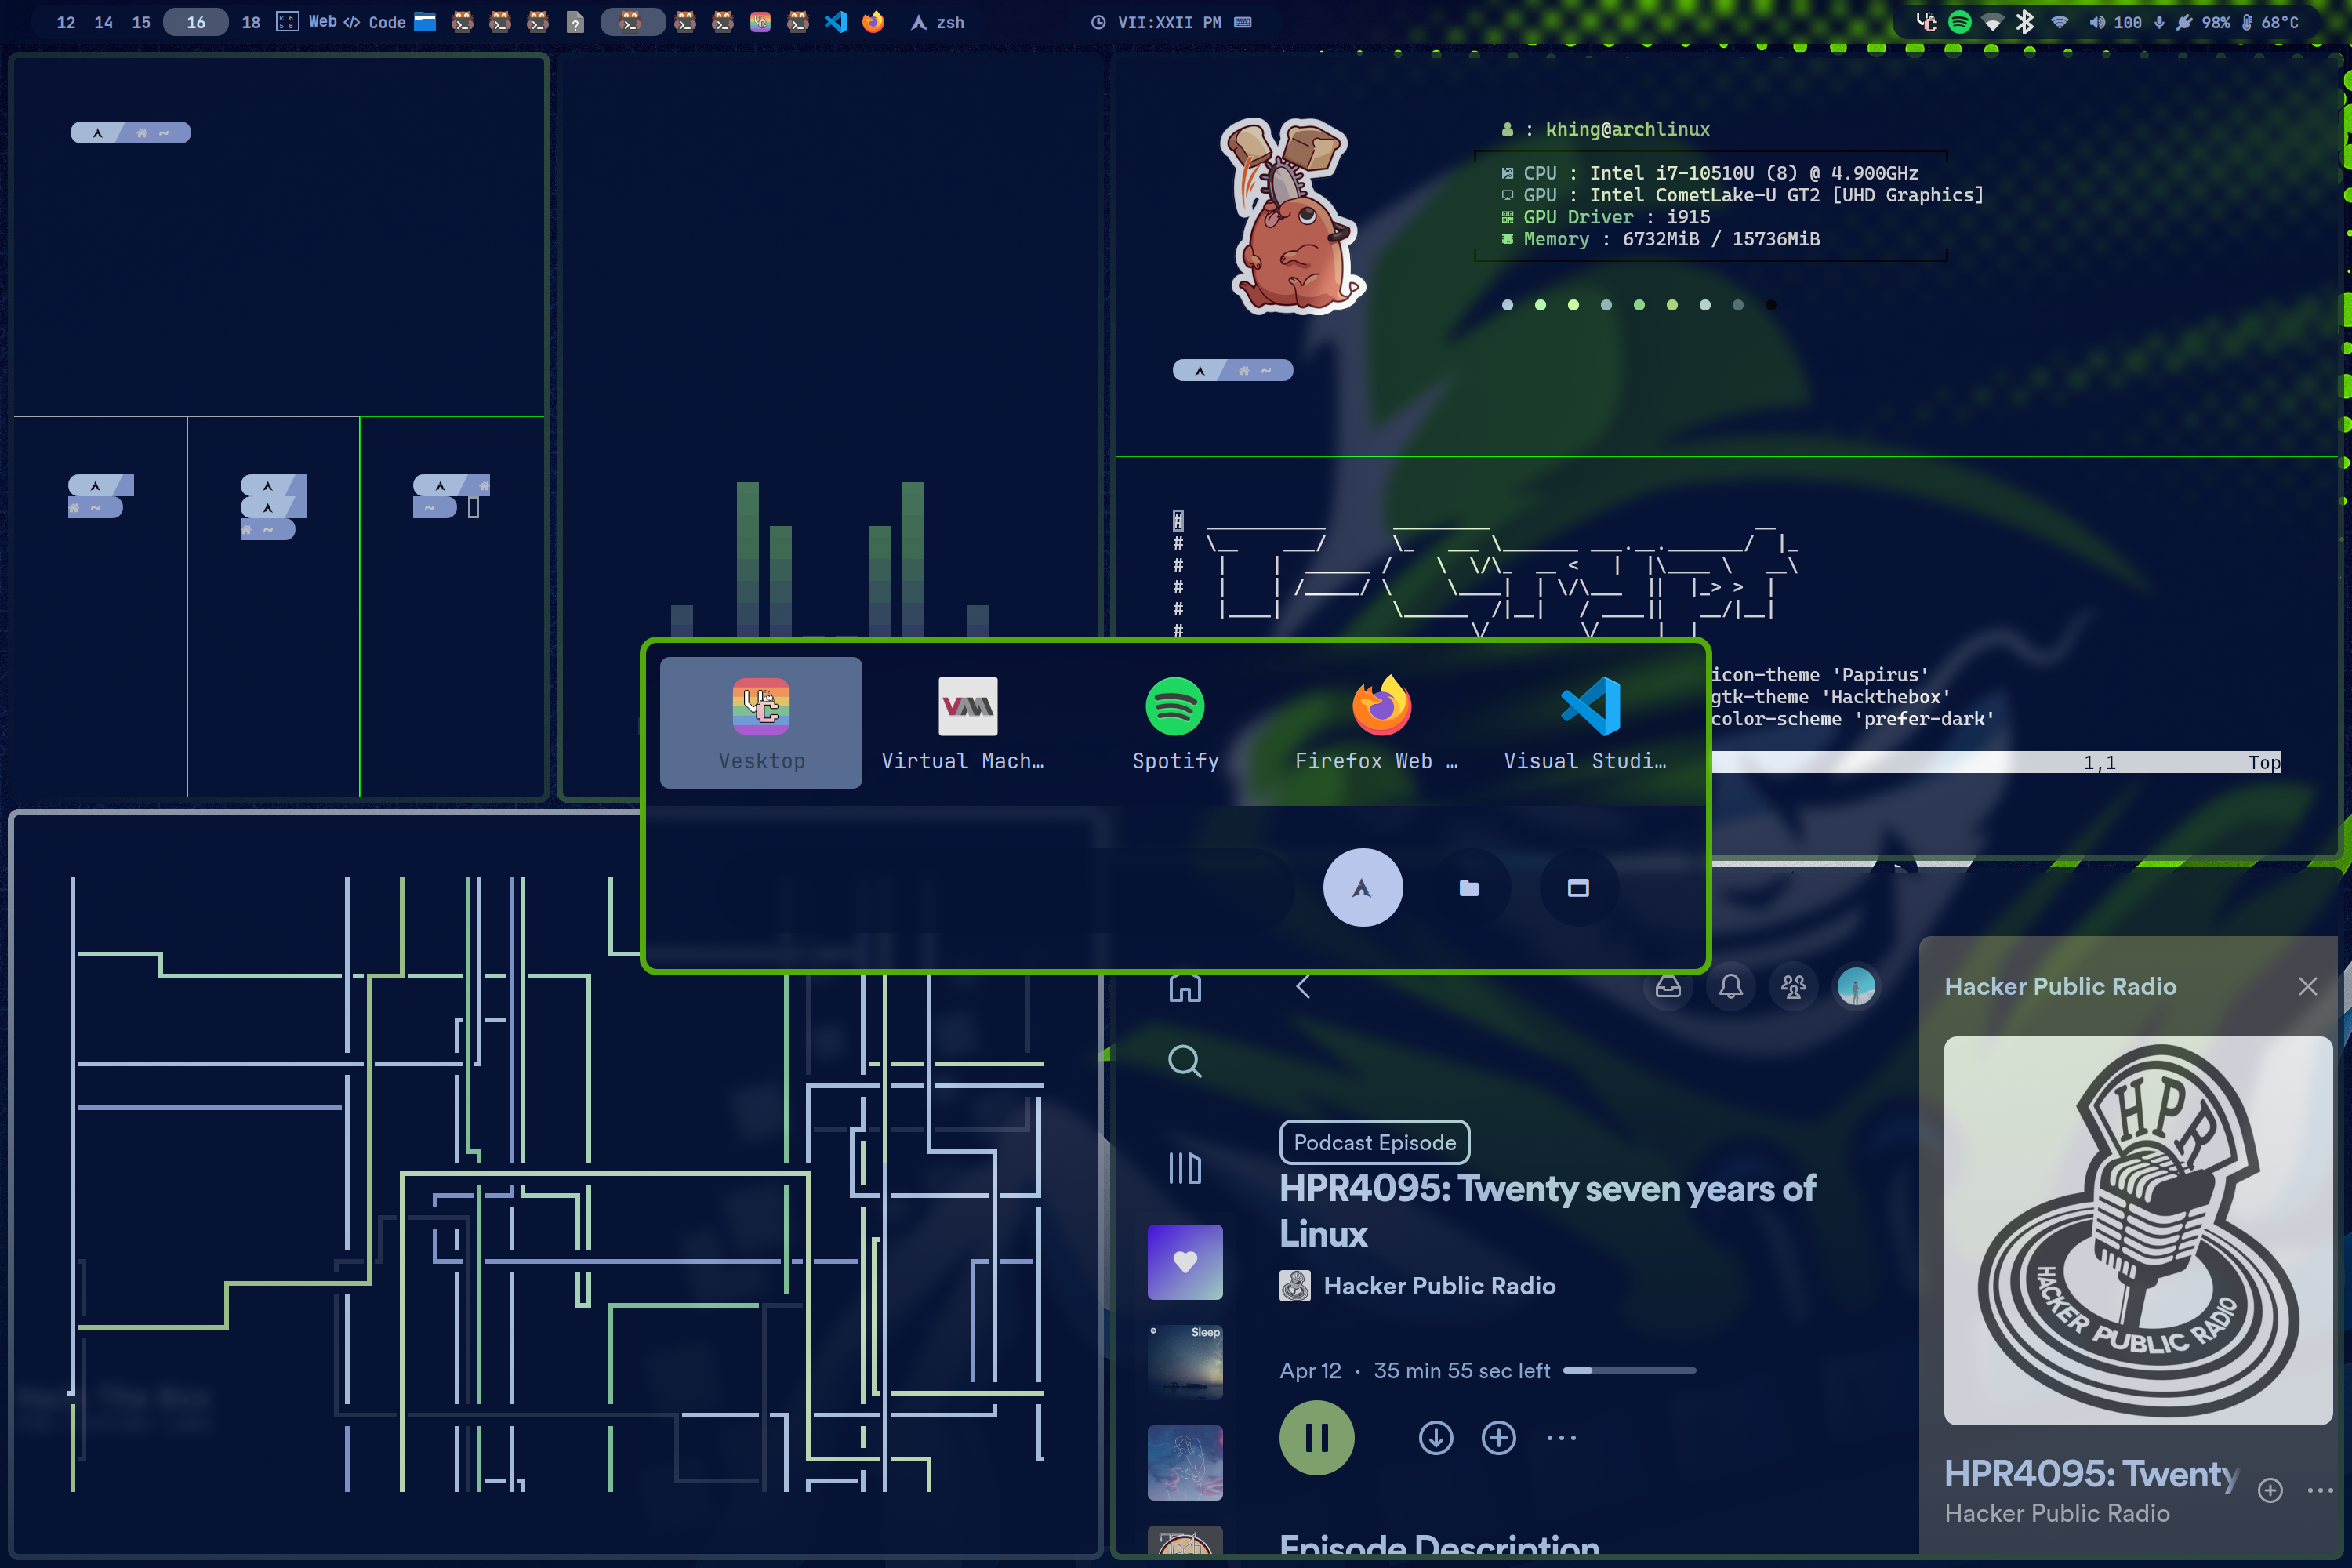 12 14 15 16 18 Web </> Code zsh VII:XXII PM 100 98% 68°C
: khing@archlinux
CPU : Intel i7-10510U (8) @ 4.900GHz
GPU : Intel CometLake-U GT2 [UHD Graphics]
GPU Driver : i915
Memory : 6732MiB / 15736MiB
~
~
~
~
~
icon-theme 'Papirus'
gtk-theme 'Hackthebox'
color-scheme 'prefer-dark'
1,1 Top
Vesktop Virtual Mach… Spotify Firefox Web … Visual Studi…
Hacker Public Radio
HPR
HACKER PUBLIC RADIO
Podcast Episode
HPR4095: Twenty seven years of
Linux
Hacker Public Radio
Sleep
Apr 12 · 35 min 55 sec left
HPR4095: Twenty
Hacker Public Radio
Episode Description